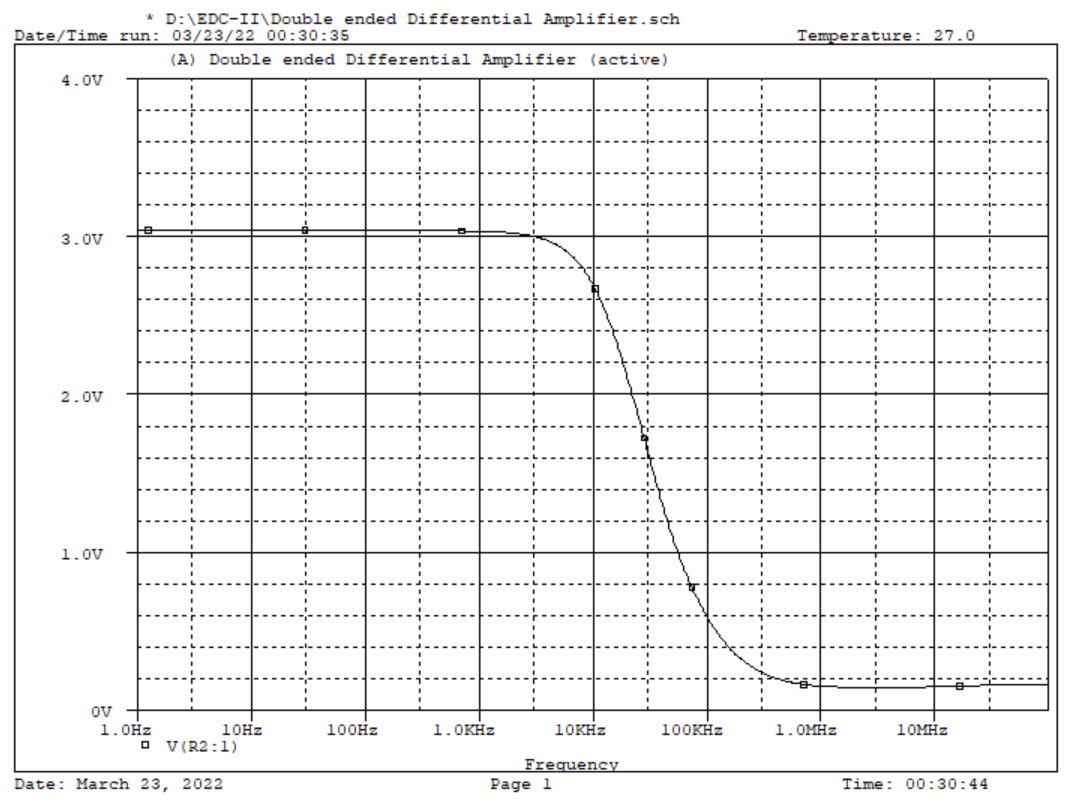 * D:\EDC-II\Double ended Differential Amplifier.sch
Date/Time run: 03/23/22 00:30:35 Temperature: 27.0
(A) Double ended Differential Amplifier (active)
4.0V
3.0V
2.0V
1.0V
0V
1.0Hz 10Hz 100Hz 1.0KHz 10KHz 100KHz 1.0MHz 10MHz
V(R2:1)
Frequency
Date: March 23, 2022 Page 1 Time: 00:30:44